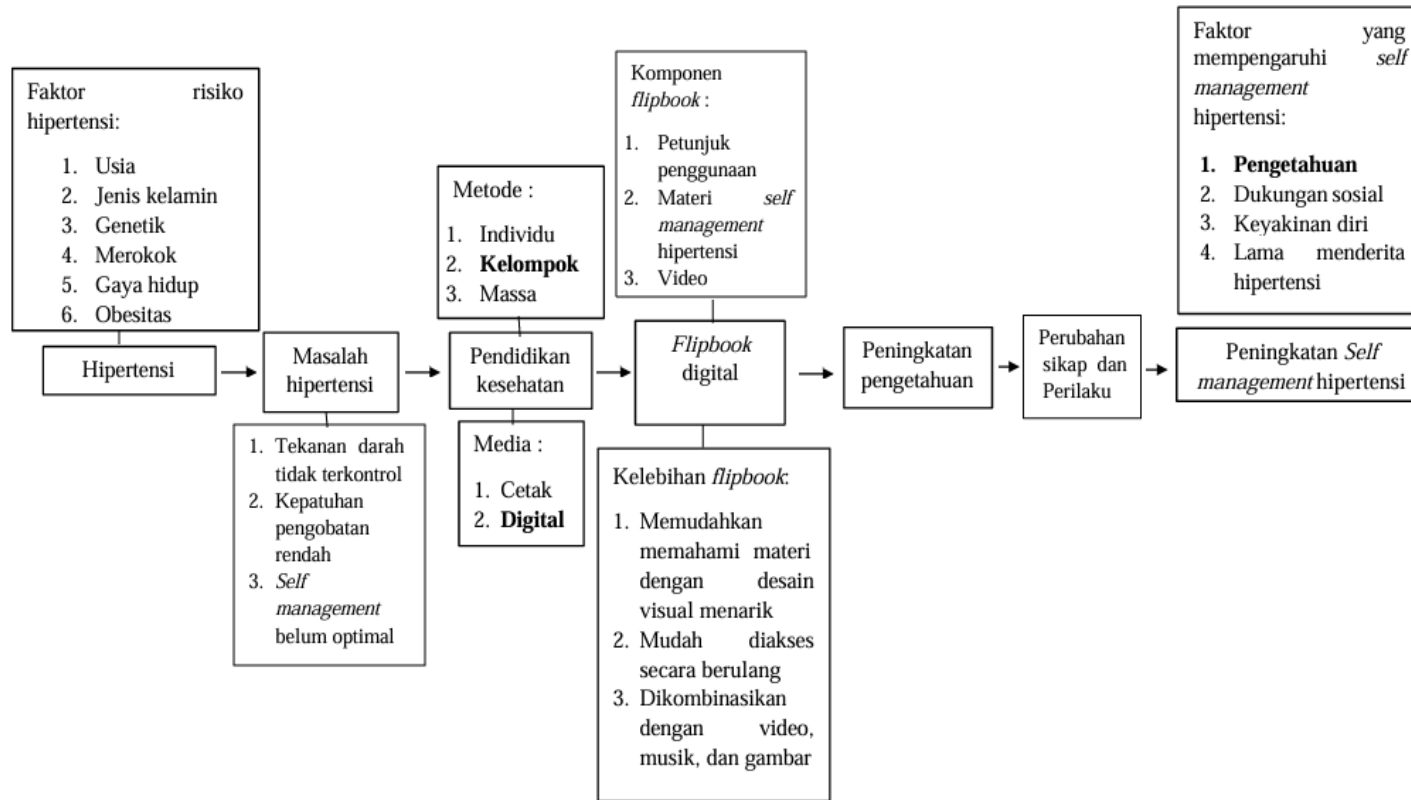 Faktor risiko
hipertensi:
1. Usia
2. Jenis kelamin
3. Genetik
4. Merokok
5. Gaya hidup
6. Obesitas
Hipertensi
Masalah
hipertensi
1. Tekanan darah
tidak terkontrol
2. Kepatuhan
pengobatan
rendah
3. Self
management
belum optimal
Metode :
1. Individu
2. Kelompok
3. Massa
Pendidikan
kesehatan
Media :
1. Cetak
2. Digital
Komponen
flipbook :
1. Petunjuk
penggunaan
2. Materi self
management
hipertensi
3. Video
Flipbook
digital
Kelebihan flipbook:
1. Memudahkan
memahami materi
dengan desain
visual menarik
2. Mudah diakses
secara berulang
3. Dikombinasikan
dengan video,
musik, dan gambar
Peningkatan
pengetahuan
Perubahan
sikap dan
Perilaku
Faktor yang
mempengaruhi self
management
hipertensi:
1. Pengetahuan
2. Dukungan sosial
3. Keyakinan diri
4. Lama menderita
hipertensi
Peningkatan Self
management hipertensi